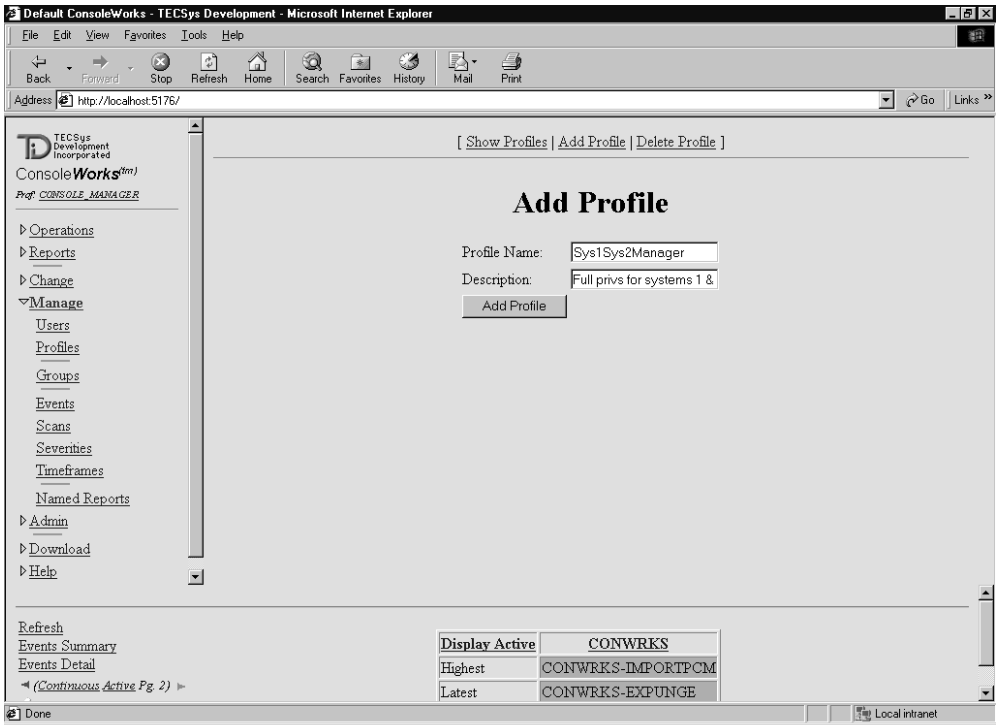 Default ConsoleWorks - TECSys Development - Microsoft Internet Explorer
File Edit View Favorites Tools Help
Back Forward Stop Refresh Home Search Favorites History Mail Print
Address http://localhost:5176/ Go Links »
TECSys
Development
Incorporated
ConsoleWorks(tm)
Prof: CONSOLE_MANAGER
Operations
Reports
Change
Manage
Users
Profiles
Groups
Events
Scans
Severities
Timeframes
Named Reports
Admin
Download
Help
[ Show Profiles | Add Profile | Delete Profile ]
Add Profile
Profile Name: Sys1Sys2Manager
Description: Full privs for systems 1 &
Add Profile
Refresh
Events Summary
Events Detail
(Continuous Active Pg. 2)
Display Active CONWRKS
Highest CONWRKS-IMPORTPCM
Latest CONWRKS-EXPUNGE
Done Local intranet